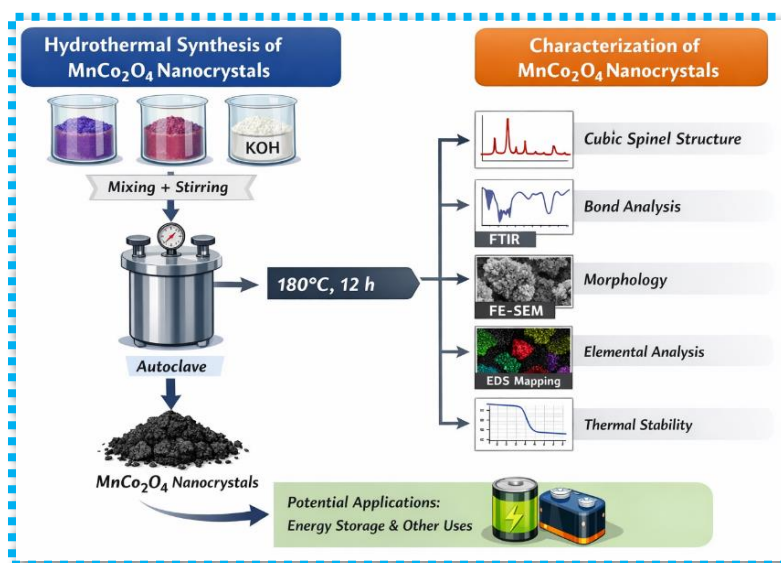 Hydrothermal Synthesis of
MnCo₂O₄ Nanocrystals
KOH
Mixing + Stirring
180°C, 12 h
Autoclave
MnCo₂O₄ Nanocrystals
Characterization of
MnCo₂O₄ Nanocrystals
Cubic Spinel Structure
FTIR
Bond Analysis
FE-SEM
Morphology
EDS Mapping
Elemental Analysis
Thermal Stability
Potential Applications:
Energy Storage & Other Uses